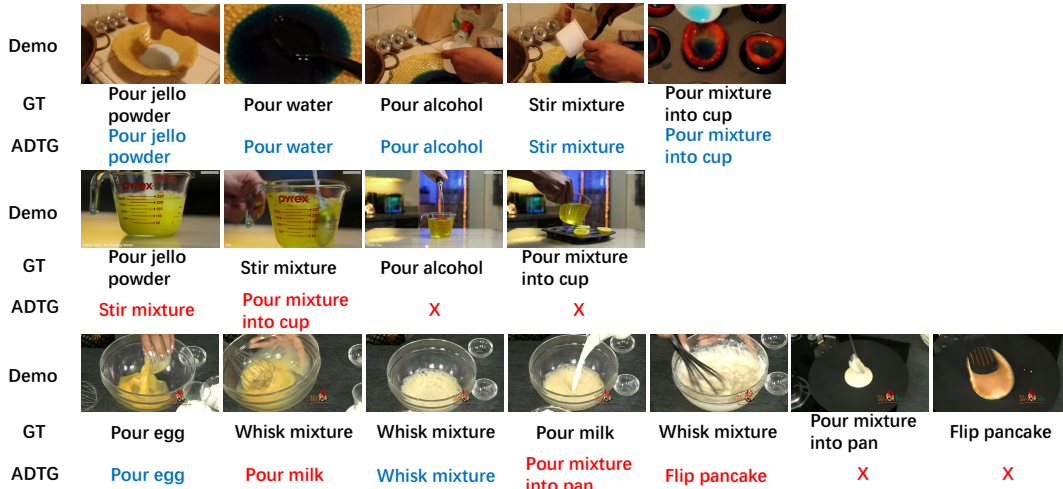 Demo
GT
Pour jello
powder
Pour water
Pour alcohol
Stir mixture
Pour mixture
into cup
ADTG
Pour jello
powder
Pour water
Pour alcohol
Stir mixture
Pour mixture
into cup
Demo
pyrex
pyrex
GT
Pour jello
powder
Stir mixture
Pour alcohol
Pour mixture
into cup
ADTG
Stir mixture
Pour mixture
into cup
X
X
Demo
GT
Pour egg
Whisk mixture
Whisk mixture
Pour milk
Whisk mixture
Pour mixture
into pan
Flip pancake
ADTG
Pour egg
Pour milk
Whisk mixture
Pour mixture
into pan
Flip pancake
X
X